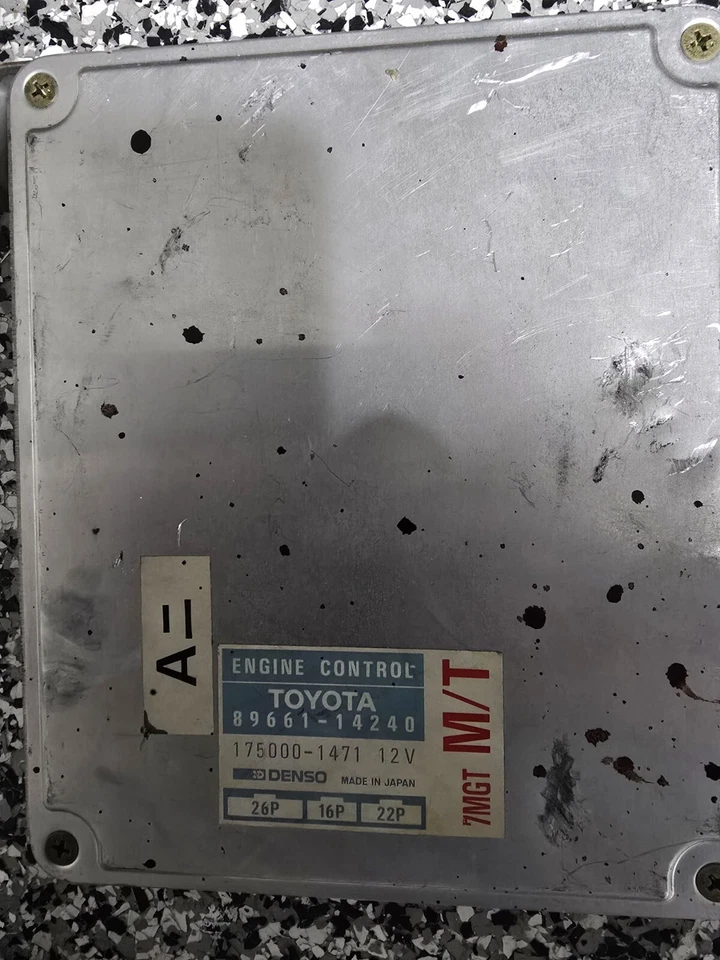 A=
ENGINE CONTROL
TOYOTA
89661-14240
175000-1471 12V
DENSO MADE IN JAPAN
26P 16P 22P
7MGT M/T